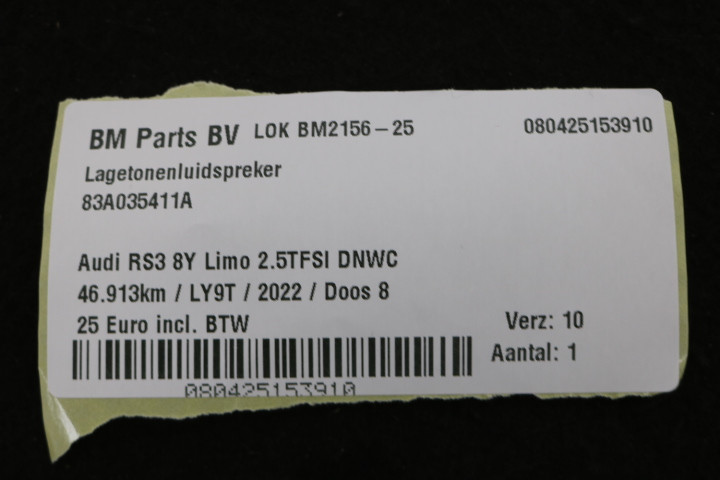 BM Parts BV LOK BM2156-25 080425153910
Lagetonenluidspreker
83A035411A
Audi RS3 8Y Limo 2.5TFSI DNWC
46.913km / LY9T / 2022 / Doos 8
25 Euro incl. BTW Verz: 10
Aantal: 1
080425153910